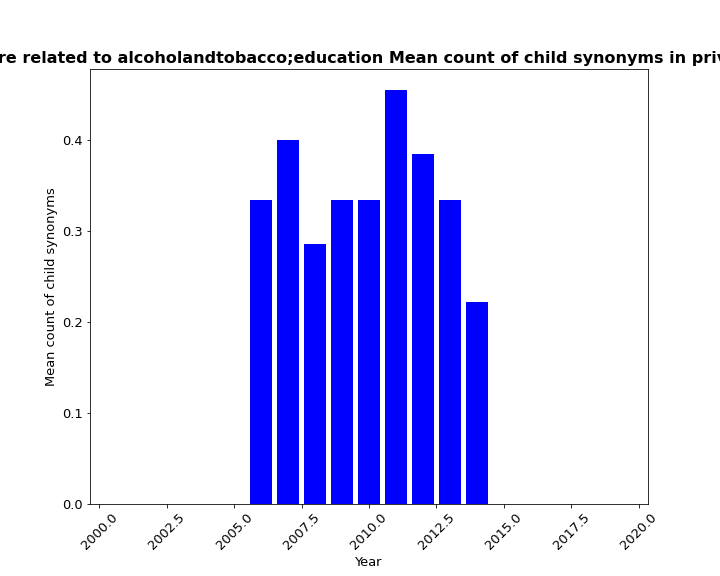 re related to alcoholandtobacco;education Mean count of child synonyms in priv
Mean count of child synonyms
0.4
0.3
0.2
0.1
0.0
2000.0 2002.5 2005.0 2007.5 2010.0 2012.5 2015.0 2017.5 2020.0
Year